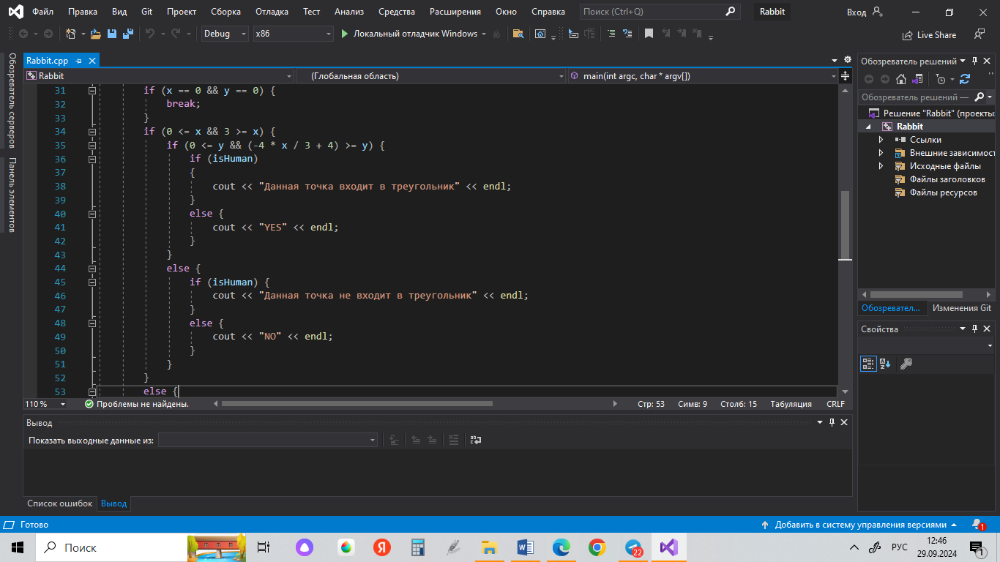 Файл Правка Вид Git Проект Сборка Отладка Тест Анализ Средства Расширения Окно Справка Поиск (Ctrl+Q) Rabbit Вход
Debug x86 Локальный отладчик Windows Live Share
Обозреватель серверов
Панель элементов
Rabbit.cpp
Rabbit (Глобальная область) main(int argc, char * argv[])
31 if (x == 0 && y == 0) {
32 break;
33 }
34 if (0 <= x && 3 >= x) {
35 if (0 <= y && (-4 * x / 3 + 4) >= y) {
36 if (isHuman)
37 {
38 cout << "Данная точка входит в треугольник" << endl;
39 }
40 else {
41 cout << "YES" << endl;
42 }
43 }
44 else {
45 if (isHuman) {
46 cout << "Данная точка не входит в треугольник" << endl;
47 }
48 else {
49 cout << "NO" << endl;
50 }
51 }
52 }
53 else {
110 % Проблемы не найдены. Стр: 53 Симв: 9 Столб: 15 Табуляция CRLF
Вывод
Показать выходные данные из:
Список ошибок Вывод
Обозреватель решений
Обозреватель решений —
Решение "Rabbit" (проекты:
Rabbit
Ссылки
Внешние зависимост
Исходные файлы
Файлы заголовков
Файлы ресурсов
Обозревател... Изменения Git
Свойства
Готово Добавить в систему управления версиями 1
Поиск 22 РУС 12:46
29.09.2024 1